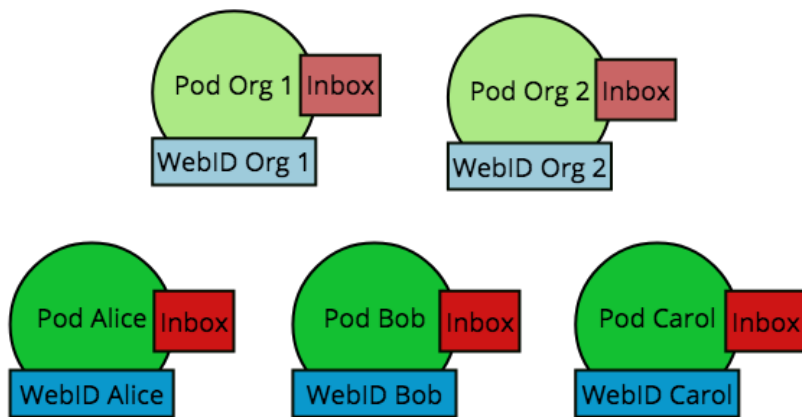 Pod Org 1
Inbox
WebID Org 1
Pod Org 2
Inbox
WebID Org 2
Pod Alice
Inbox
WebID Alice
Pod Bob
Inbox
WebID Bob
Pod Carol
Inbox
WebID Carol